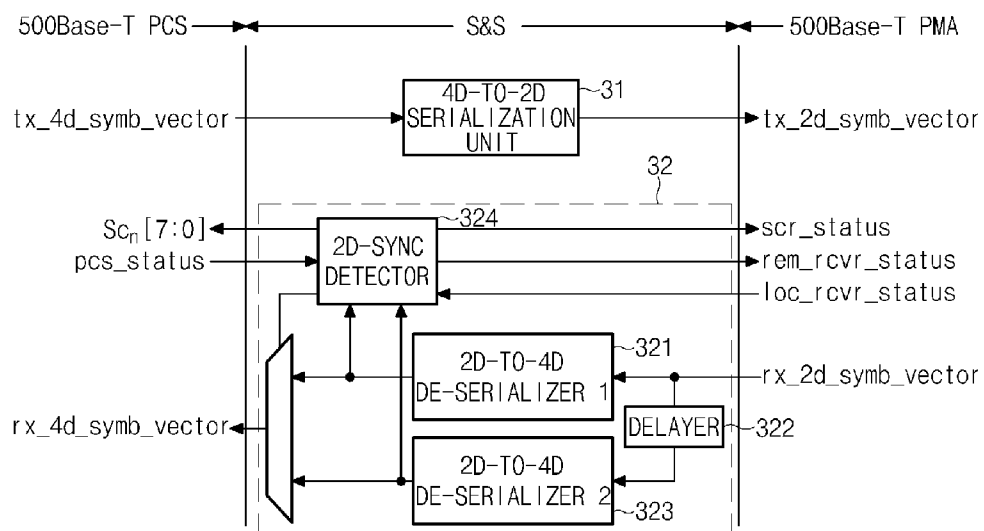 500Base-T PCS
S&S
500Base-T PMA
31
4D-TO-2D
SERIALIZATION
UNIT
tx_4d_symb_vector
tx_2d_symb_vector
32
324
Scn[7:0]
scr_status
2D-SYNC
DETECTOR
pcs_status
rem_rcvr_status
loc_rcvr_status
321
2D-TO-4D
DE-SERIALIZER 1
rx_2d_symb_vector
rx_4d_symb_vector
DELAYER
322
2D-TO-4D
DE-SERIALIZER 2
323